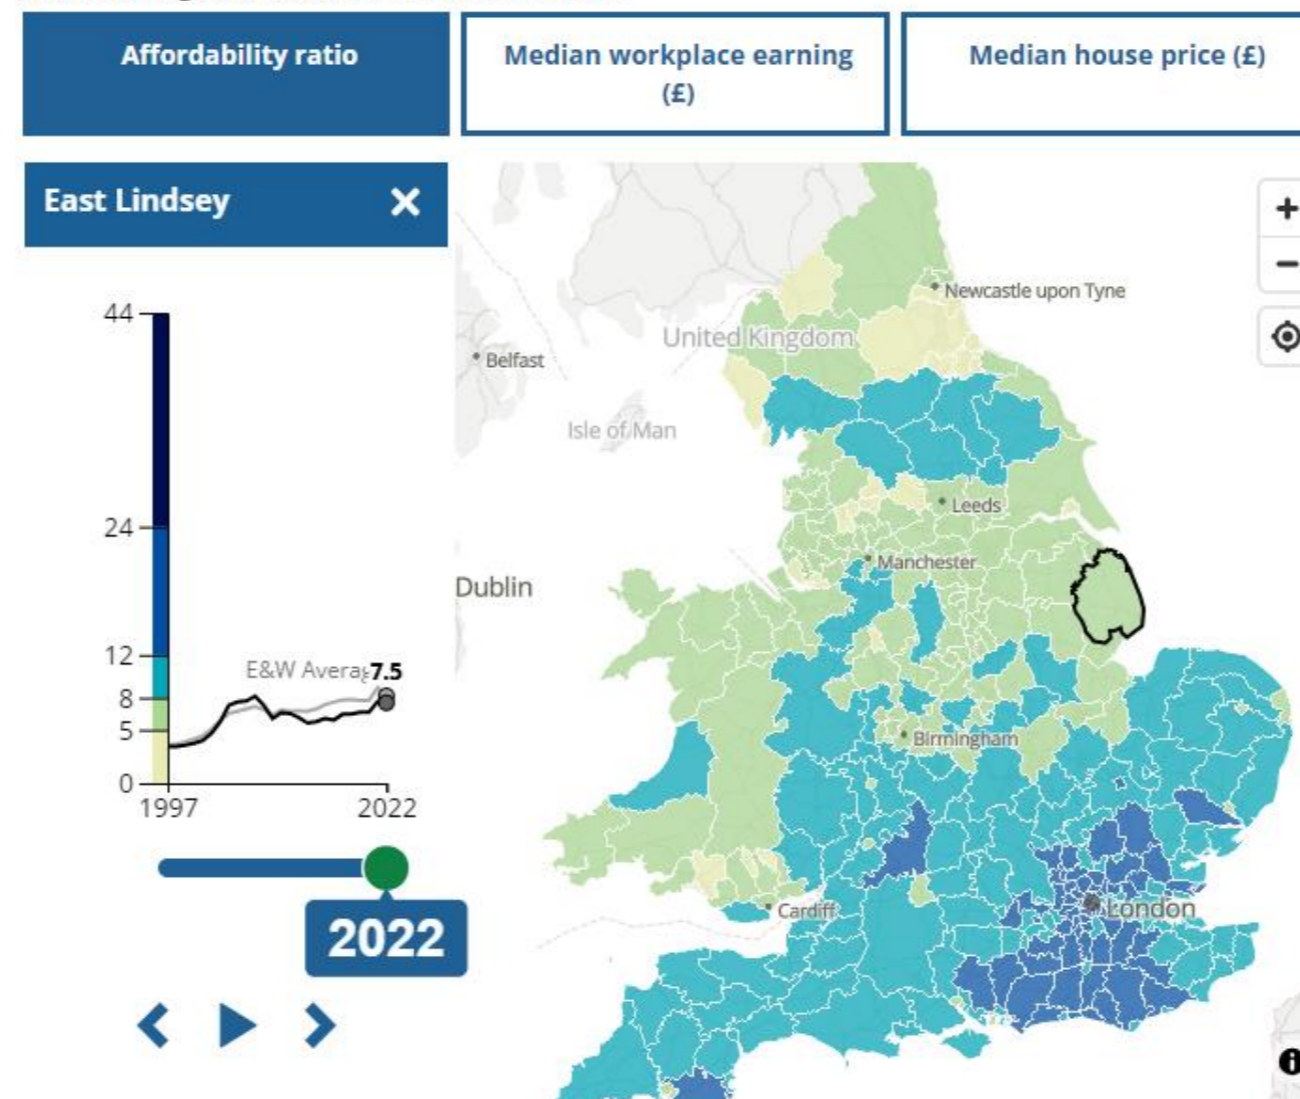 Affordability ratio
Median workplace earning
(£)
Median house price (£)
East Lindsey
44
24
12
8
5
0
E&W Averag
7.5
1997
2022
2022
Newcastle upon Tyne
United Kingdom
Belfast
Isle of Man
Leeds
Manchester
Dublin
Birmingham
Cardiff
London